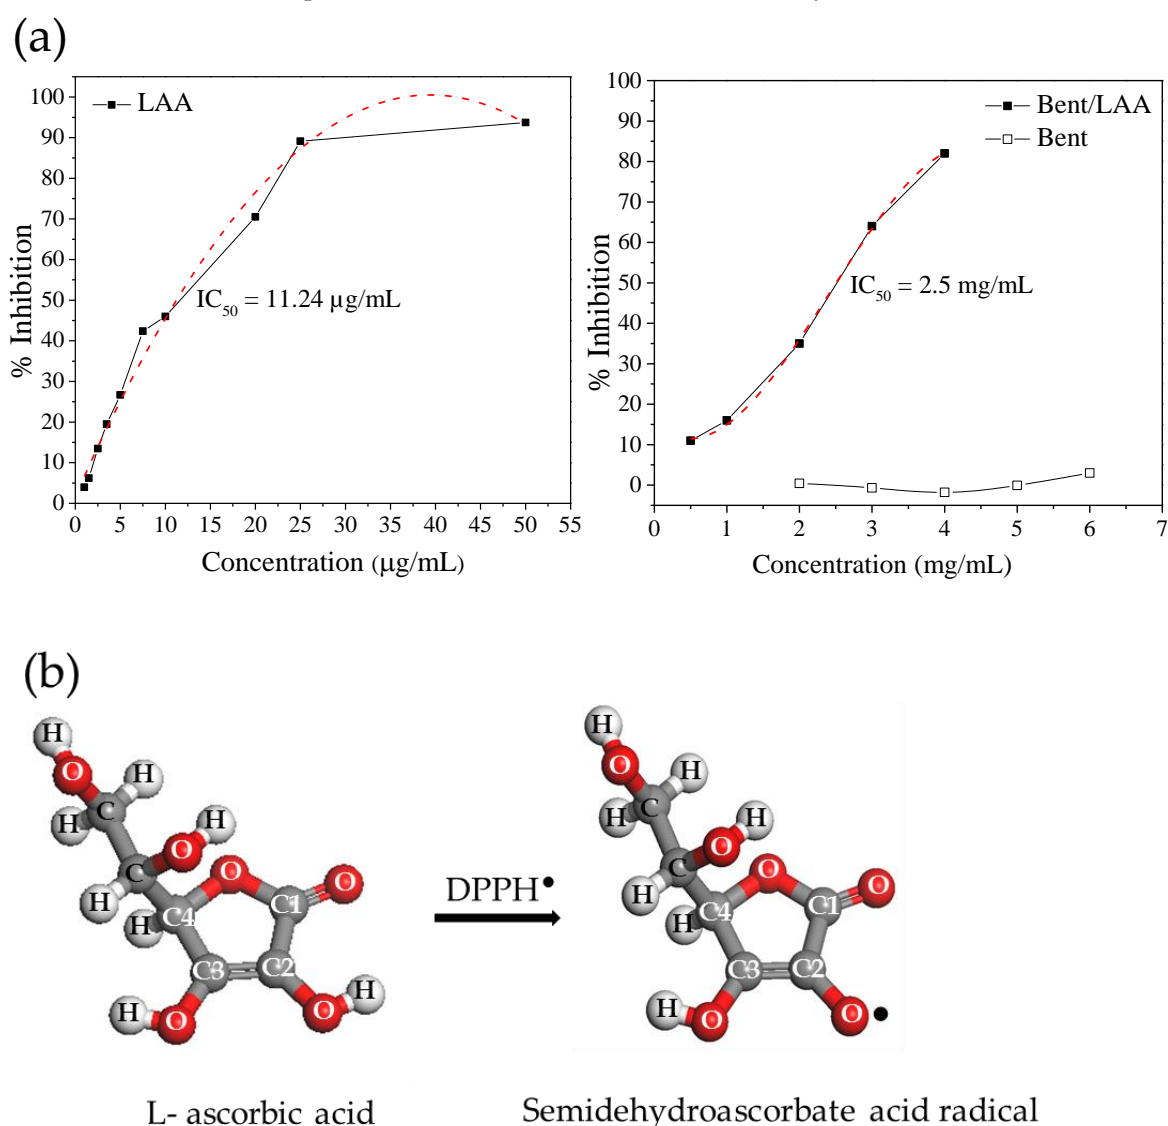 (a)
LAA
100
90
80
70
60
50
40
30
20
10
0
% Inhibition
IC50 = 11.24 µg/mL
0 5 10 15 20 25 30 35 40 45 50 55
Concentration (µg/mL)
Bent/LAA
Bent
100
90
80
70
60
50
40
30
20
10
0
% Inhibition
IC50 = 2.5 mg/mL
0 1 2 3 4 5 6 7
Concentration (mg/mL)
(b)
H
O H
C
H
H
O
C
O O
H C1
C4
H
C3 C2
H H
O O
DPPH•
H
O H
C
H
H
O
C
O O
H C1
C4
H
C3 C2
H
O O •
L- ascorbic acid
Semidehydroascorbate acid radical